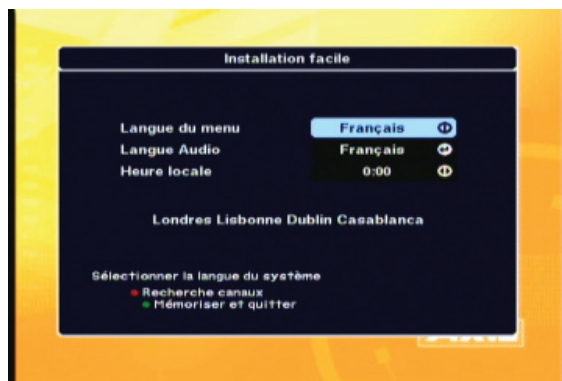 Installation facile
Langue du menu Français
Langue Audio Français
Heure locale 0:00
Londres Lisbonne Dublin Casablanca
Sélectionner la langue du système
Recherche canaux
Mémoriser et quitter